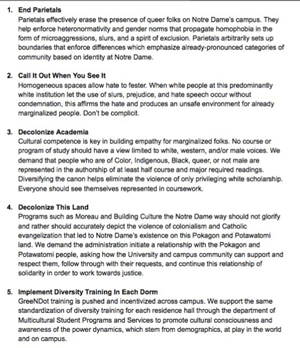 1. End Parietals
Parietals effectively erase the presence of queer folks on Notre Dame's campus. They
help enforce heteronormativity and gender norms that propagate homophobia in the
form of microaggressions, slurs, and a spirit of exclusion. Parietals arbitrarily sets up
boundaries that enforce differences which emphasize already-pronounced categories of
community based on identity at Notre Dame.
2. Call It Out When You See It
Homogenous spaces allow hate to fester. When white people at this predominantly
white institution let the use of slurs, prejudice, and hate speech occur without
condemnation, this affirms the hate and produces an unsafe environment for already
marginalized people. Don't be complicit.
3. Decolonize Academia
Cultural competence is key in building empathy for marginalized folks. No course or
program of study should have a view limited to white, western, and/or male voices. We
demand that people who are of Color, Indigenous, Black, queer, or not male are
represented in the authorship of at least half course and major required readings.
Diversifying the canon helps eliminate the violence of only privileging white scholarship.
Everyone should see themselves represented in coursework.
4. Decolonize This Land
Programs such as Moreau and Building Culture the Notre Dame way should not glorify
and rather should accurately depict the violence of colonialism and Catholic
evangelization that led to Notre Dame's existence on this Pokagon and Potawatomi
land. We demand the administration initiate a relationship with the Pokagon and
Potawatomi people, asking how the University and campus community can support and
respect them, follow through with their requests, and continue this relationship of
solidarity in order to work towards justice.
5. Implement Diversity Training In Each Dorm
GreeNDot training is pushed and incentivized across campus. We support the same
standardization of diversity training for each residence hall through the department of
Multicultural Student Programs and Services to promote cultural consciousness and
awareness of the power dynamics, which stem from demographics, at play in the world
and on campus.